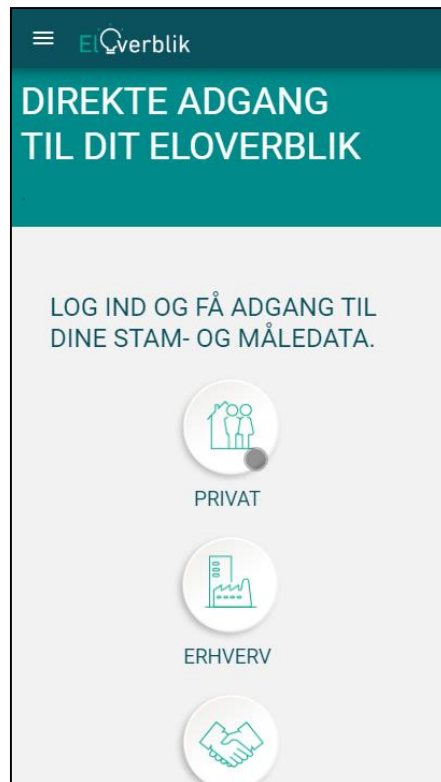 ElOverblik
DIREKTE ADGANG
TIL DIT ELOVERBLIK
.
LOG IND OG FÅ ADGANG TIL
DINE STAM- OG MÅLEDATA.
PRIVAT
ERHVERV